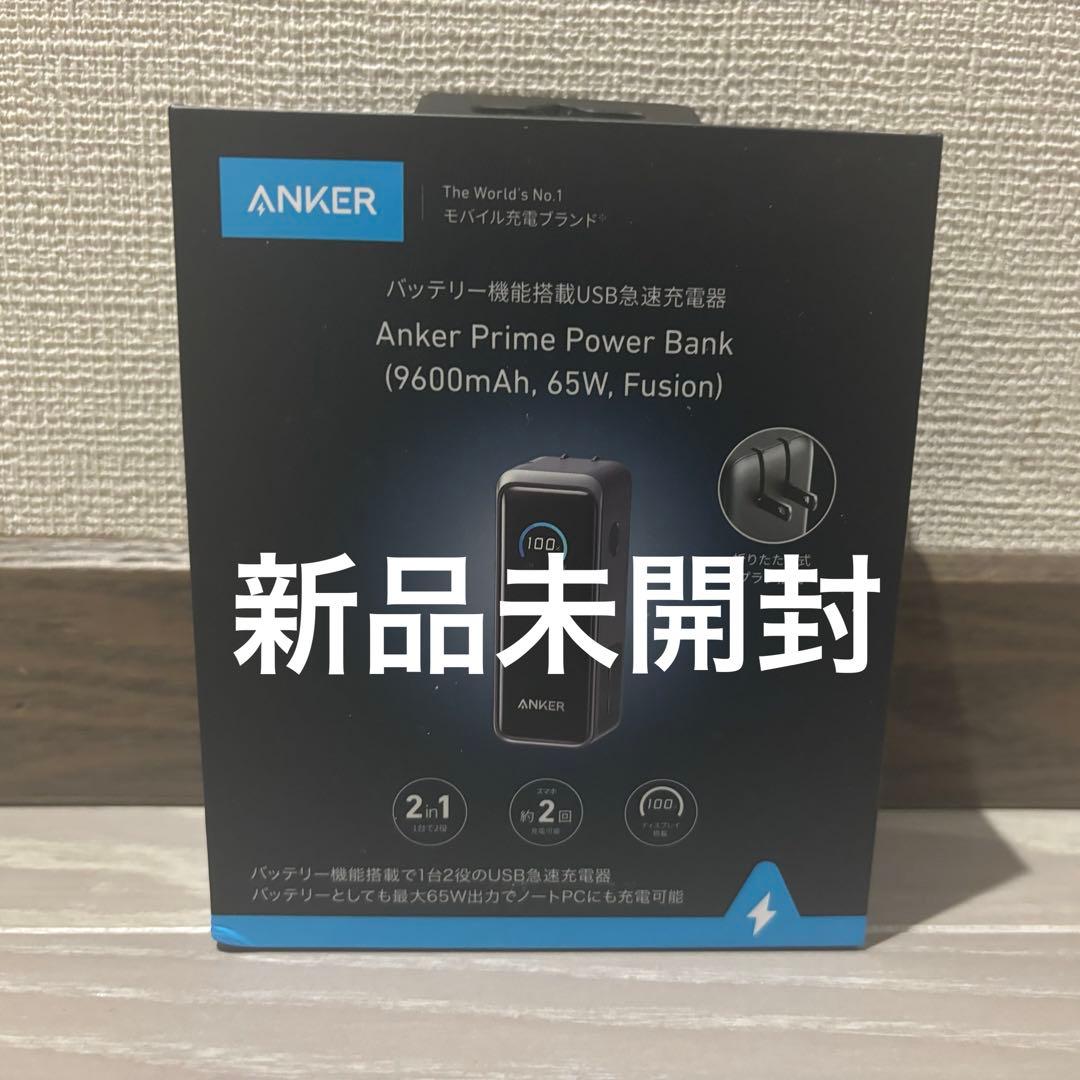 ANKER
The World's No.1
モバイル充電ブランド※
バッテリー機能搭載USB急速充電器
Anker Prime Power Bank
(9600mAh, 65W, Fusion)
100%
新品未開封
ANKER
2in1
1台で2役
スマホ
約2回
充電可能
100
ディスプレイ
搭載
バッテリー機能搭載で1台2役のUSB急速充電器
バッテリーとしても最大65W出力でノートPCにも充電可能